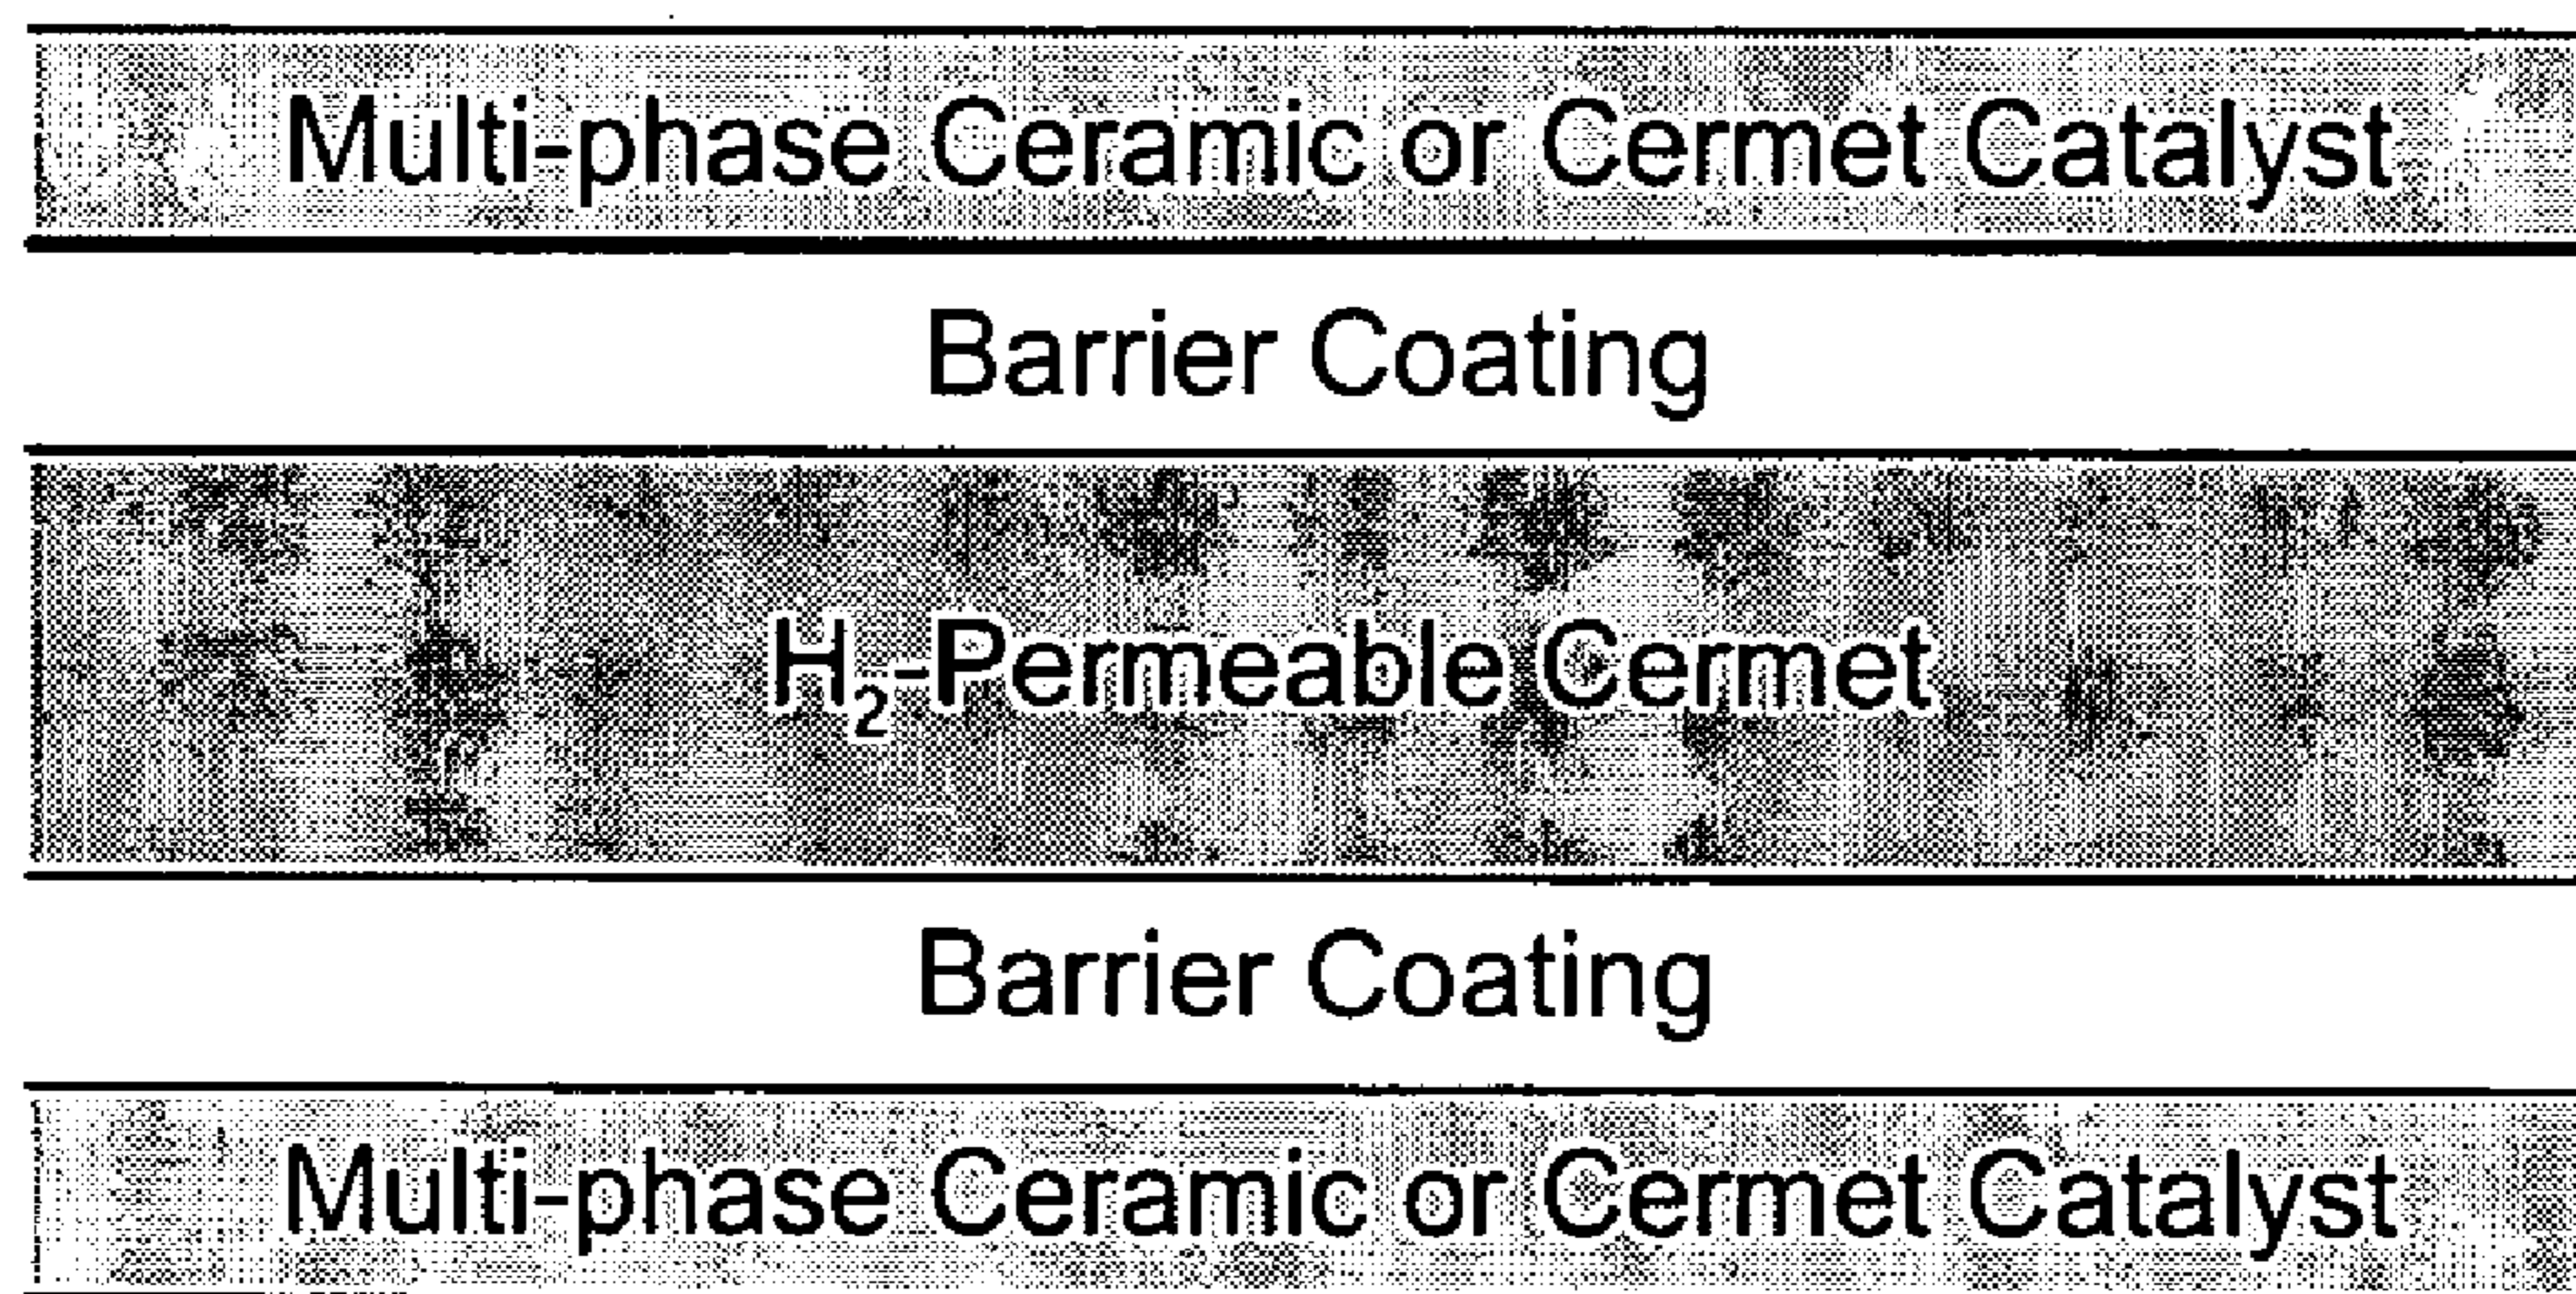 Multi-phase Ceramic or Cermet Catalyst
Barrier Coating
H₂-Permeable Cermet
Barrier Coating
Multi-phase Ceramic or Cermet Catalyst